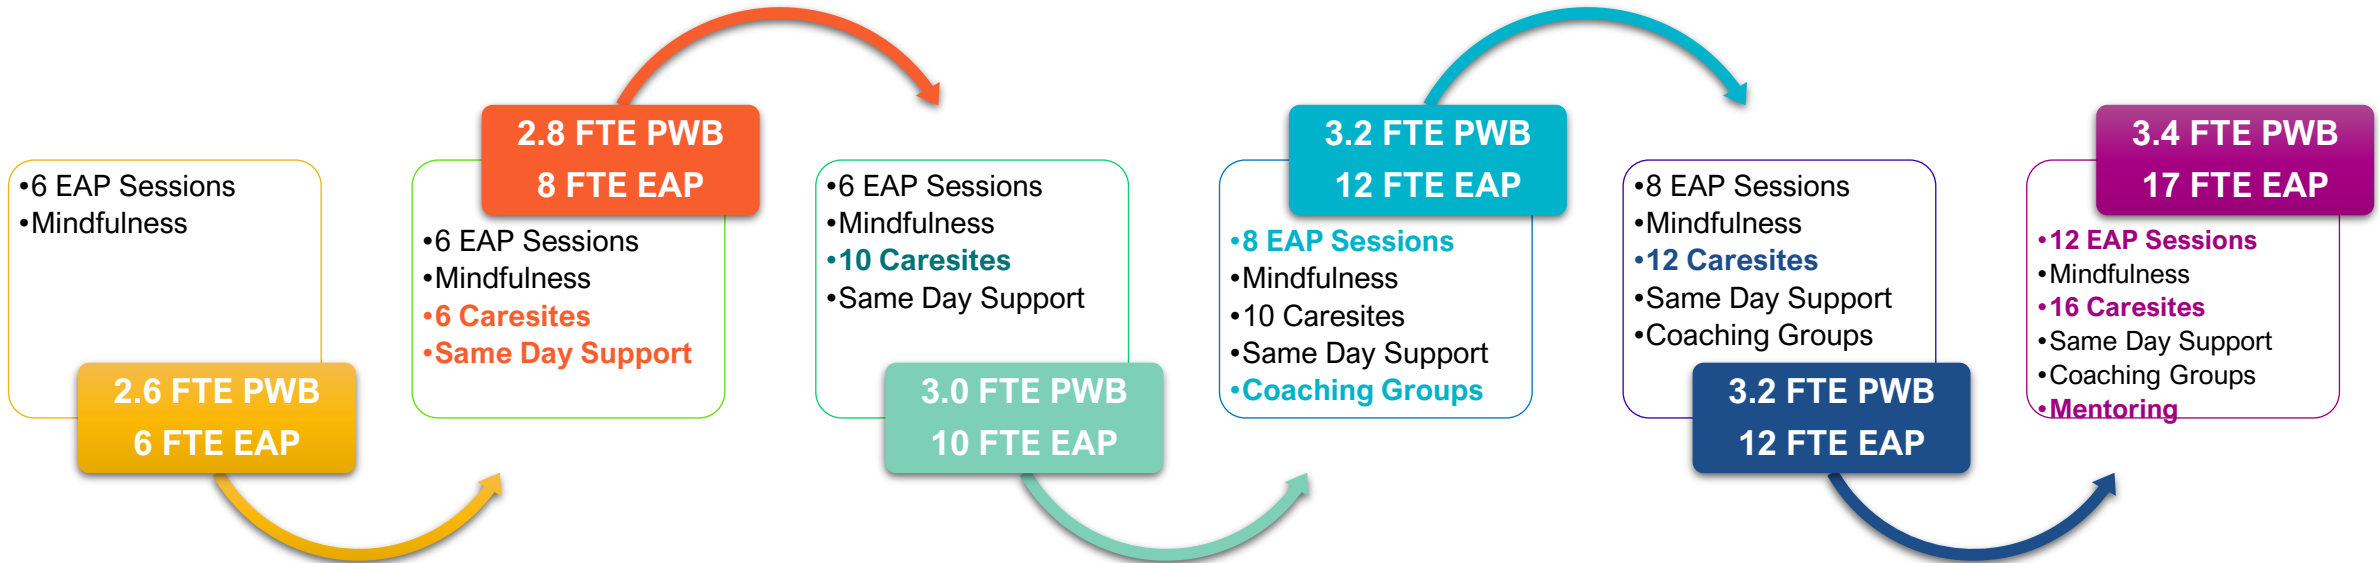 •6 EAP Sessions
•Mindfulness
2.6 FTE PWB
6 FTE EAP
2.8 FTE PWB
8 FTE EAP
•6 EAP Sessions
•Mindfulness
•6 Caresites
•Same Day Support
•6 EAP Sessions
•Mindfulness
•10 Caresites
•Same Day Support
3.0 FTE PWB
10 FTE EAP
3.2 FTE PWB
12 FTE EAP
•8 EAP Sessions
•Mindfulness
•10 Caresites
•Same Day Support
•Coaching Groups
•8 EAP Sessions
•Mindfulness
•12 Caresites
•Same Day Support
•Coaching Groups
3.2 FTE PWB
12 FTE EAP
3.4 FTE PWB
17 FTE EAP
•12 EAP Sessions
•Mindfulness
•16 Caresites
•Same Day Support
•Coaching Groups
•Mentoring